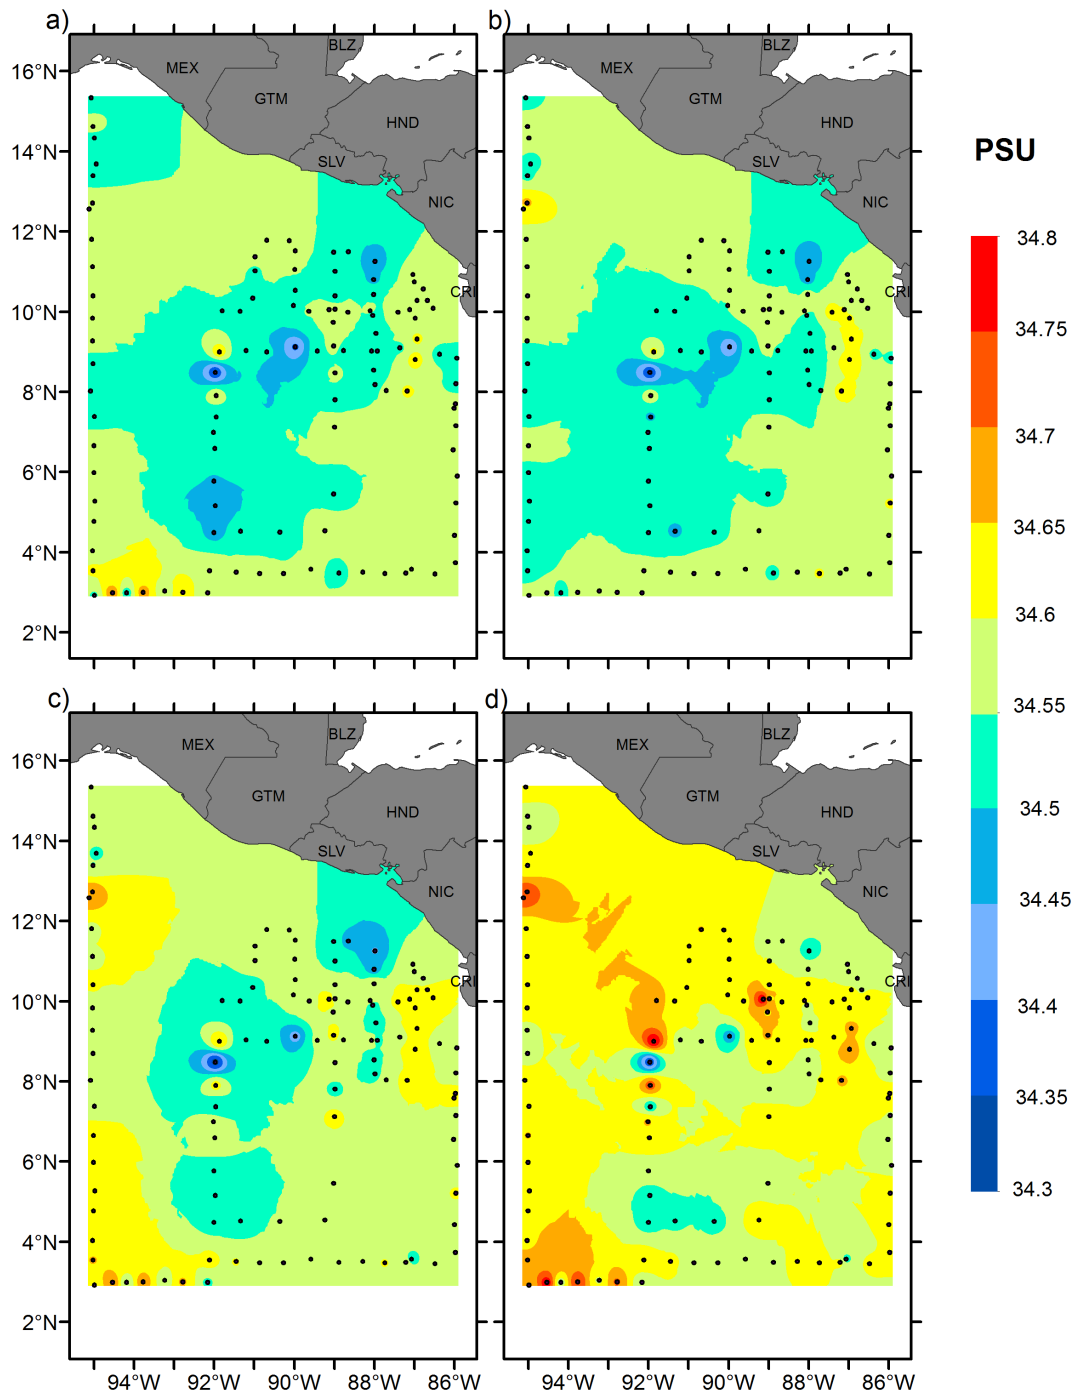 a)
b)
BLZ
BLZ
16°N
MEX
MEX
GTM
GTM
HND
HND
14°N
PSU
SLV
SLV
NIC
NIC
12°N
34.8
CRI
CRI
10°N
34.75
8°N
34.7
6°N
34.65
4°N
34.6
2°N
34.55
c)
d)
BLZ
BLZ
MEX
MEX
16°N
GTM
GTM
34.5
HND
HND
14°N
SLV
SLV
34.45
NIC
NIC
12°N
CRI
CRI
34.4
10°N
34.35
8°N
34.3
6°N
4°N
2°N
94°W 92°W 90°W 88°W 86°W
94°W 92°W 90°W 88°W 86°W